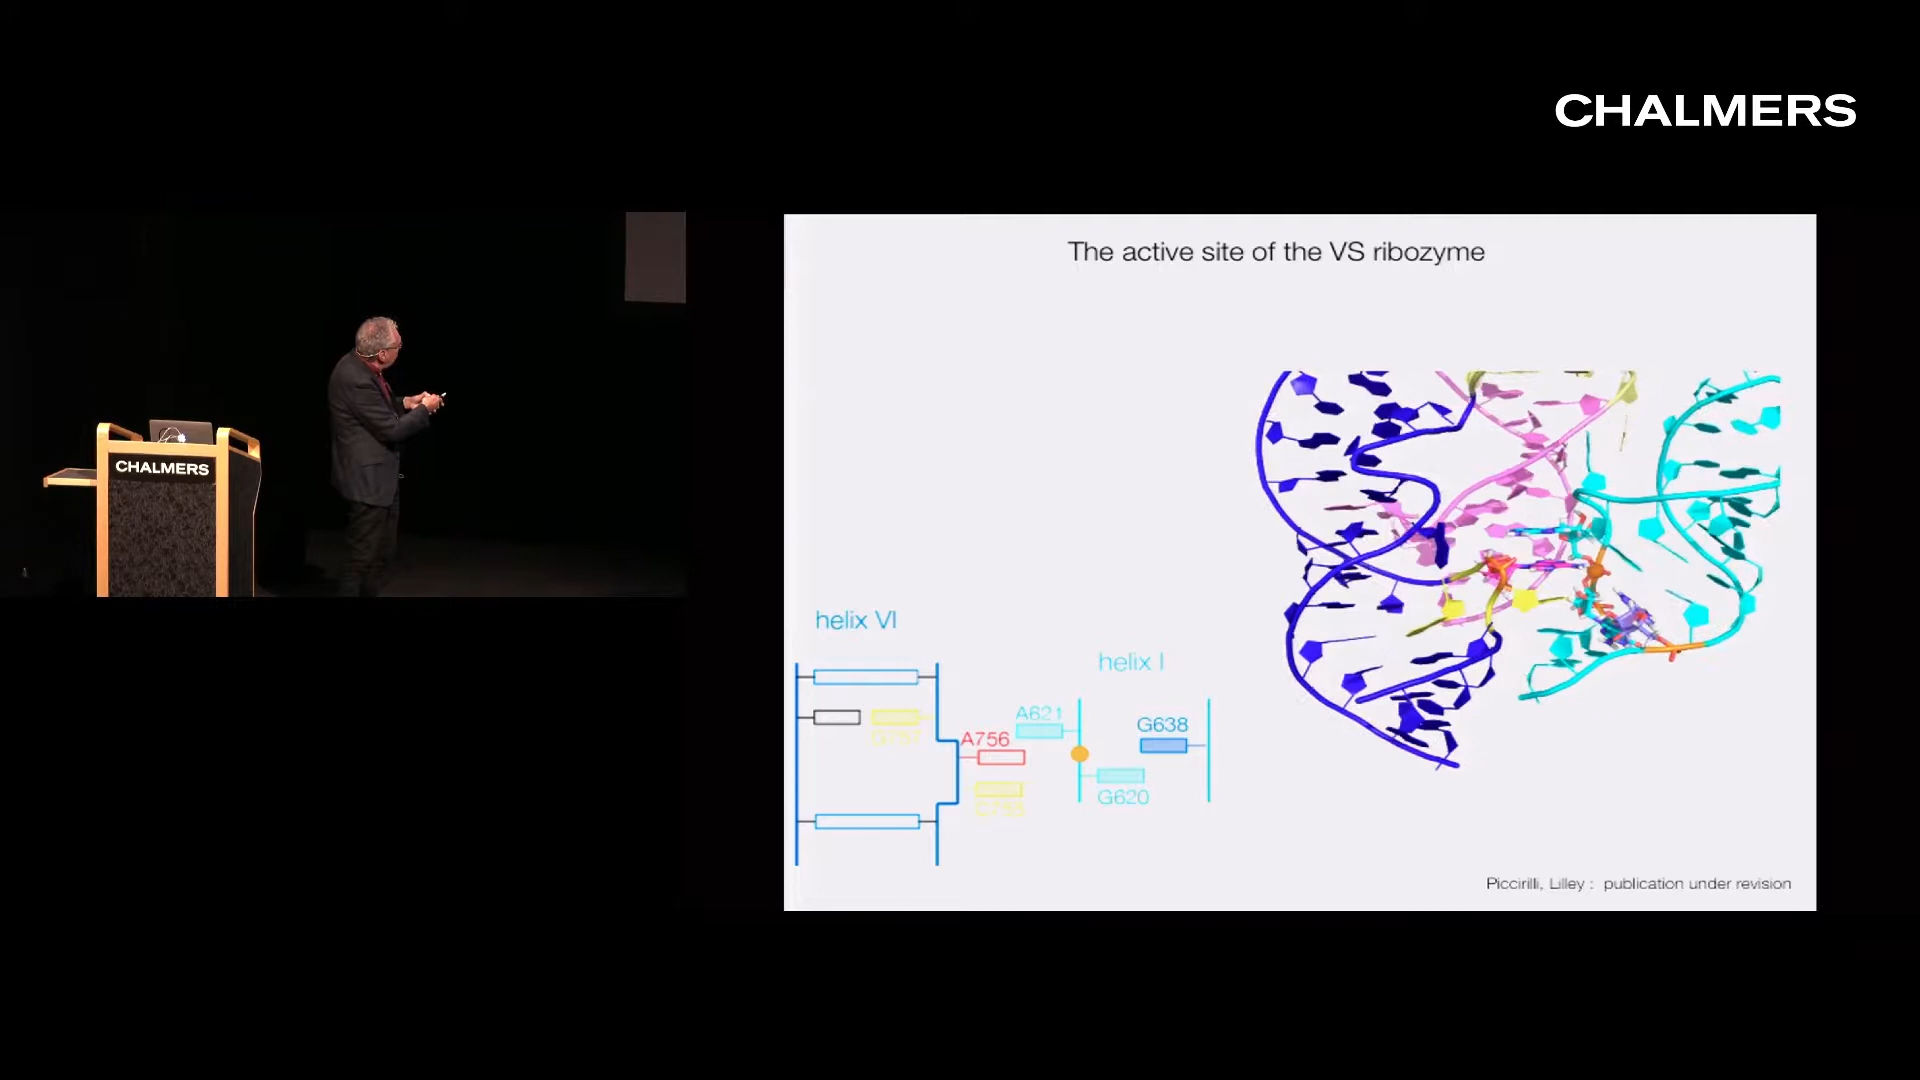 CHALMERS
CHALMERS
The active site of the VS ribozyme
helix VI
helix I
A621
G638
A756
G620
Piccirilli, Lilley : publication under revision